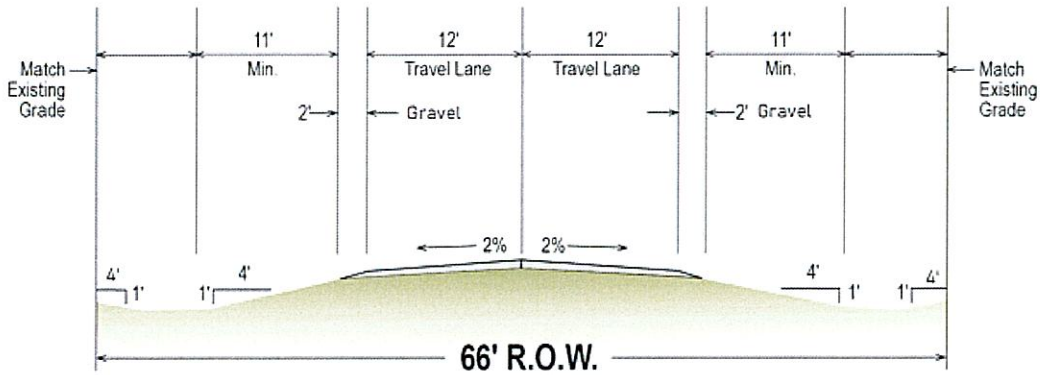 11'
12'
12'
11'
Match
Existing
Grade
Min.
Travel Lane
Travel Lane
Min.
Match
Existing
Grade
2'
Gravel
2' Gravel
2%
2%
4'
1'
1'
4'
4'
1'
1'
4'
66' R.O.W.